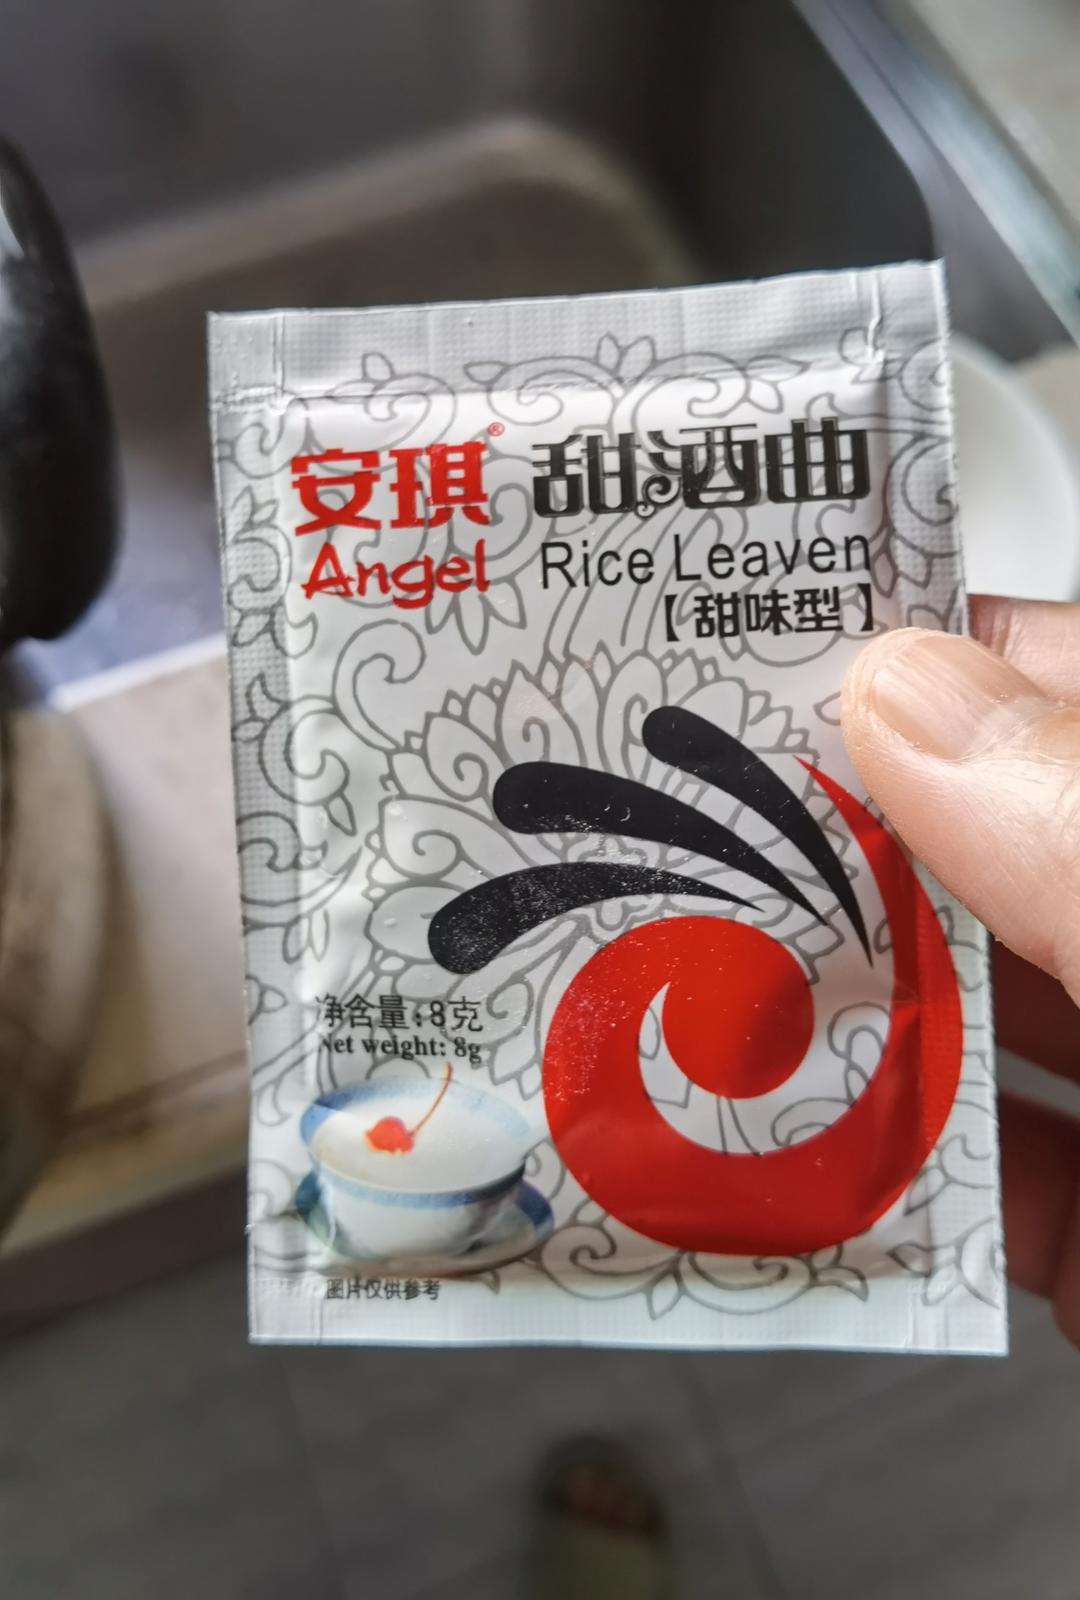 安琪® 甜酒曲
Angel Rice Leaven
【甜味型】
净含量:8克
Net weight: 8g
图片仅供参考